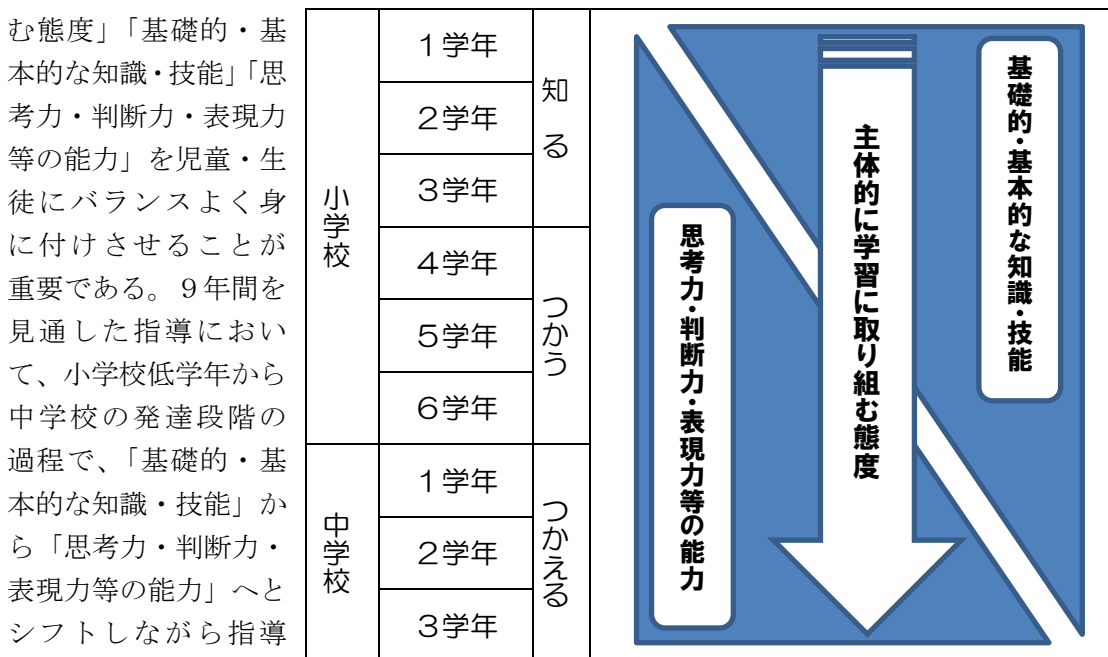 む態度」「基礎的・基
本的な知識・技能」「思
考力・判断力・表現力
等の能力」を児童・生
徒にバランスよく身
に付けさせることが
重要である。９年間を
見通した指導におい
て、小学校低学年から
中学校の発達段階の
過程で、「基礎的・基
本的な知識・技能」か
ら「思考力・判断力・
表現力等の能力」へと
シフトしながら指導
小学校
１学年
２学年
３学年
知る
４学年
５学年
６学年
つかう
中学校
１学年
２学年
３学年
つかえる
基礎的・基本的な知識・技能
主体的に学習に取り組む態度
思考力・判断力・表現力等の能力